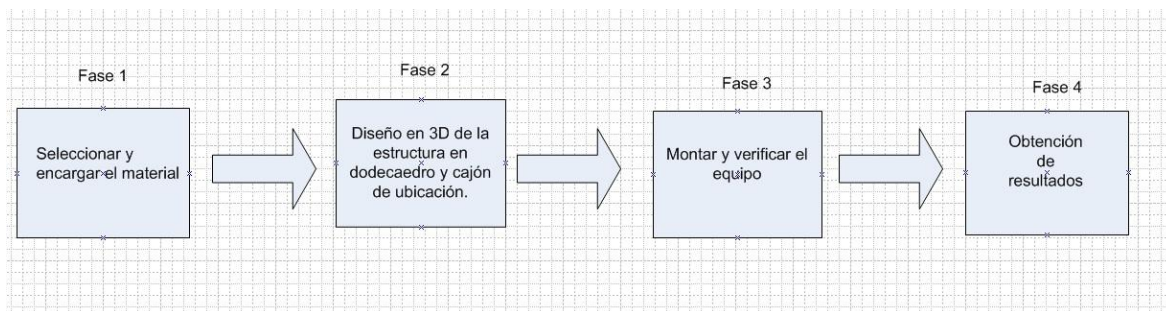 Fase 1
Seleccionar y
encargar el material
Fase 2
Diseño en 3D de la
estructura en
dodecaedro y cajón
de ubicación.
Fase 3
Montar y verificar el
equipo
Fase 4
Obtención
de
resultados